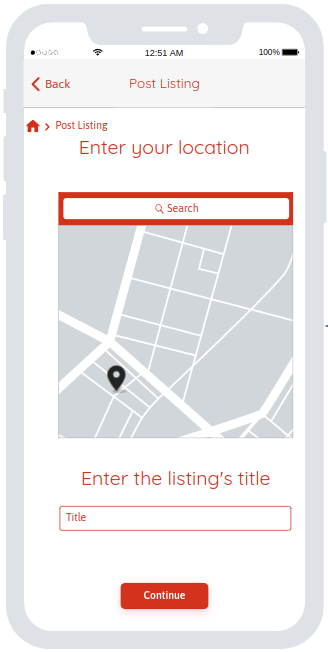 12:51 AM
100%
Back
Post Listing
Post Listing
Enter your location
Search
Enter the listing's title
Title
Continue